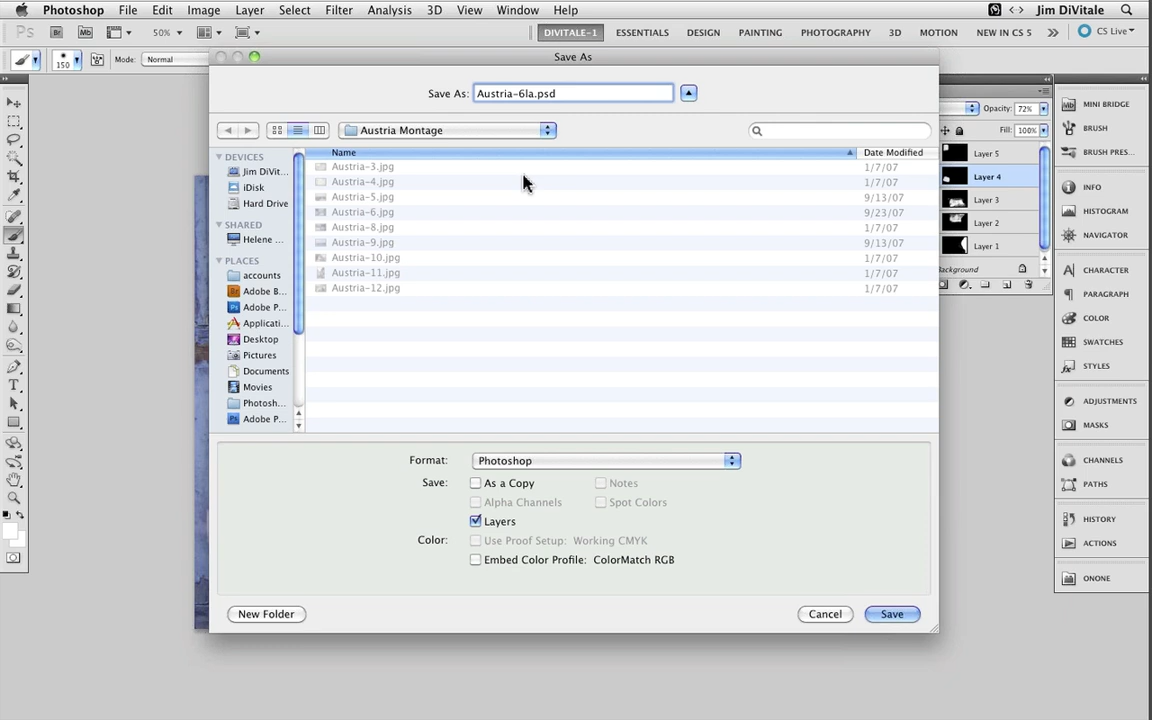 Photoshop File Edit Image Layer Select Filter Analysis 3D View Window Help Jim DiVitale
Ps Br Mb 50% DIVITALE-1 ESSENTIALS DESIGN PAINTING PHOTOGRAPHY 3D MOTION NEW IN CS 5 CS Live
150 Mode: Normal
Save As
Save As: Austria-6la.psd
Austria Montage
Name Date Modified
DEVICES
Jim DiVit...
iDisk
Hard Drive
SHARED
Helene ...
PLACES
accounts
Adobe B...
Adobe P...
Applicati...
Desktop
Pictures
Documents
Movies
Photosh...
Adobe P...
Austria-3.jpg 1/7/07
Austria-4.jpg 1/7/07
Austria-5.jpg 9/13/07
Austria-6.jpg 9/23/07
Austria-8.jpg 1/7/07
Austria-9.jpg 9/13/07
Austria-10.jpg 1/7/07
Austria-11.jpg 1/7/07
Austria-12.jpg 1/7/07
Format: Photoshop
Save: As a Copy Notes
Alpha Channels Spot Colors
Layers
Color: Use Proof Setup: Working CMYK
Embed Color Profile: ColorMatch RGB
New Folder Cancel Save
Opacity: 72%
Fill: 100%
Layer 5
Layer 4
Layer 3
Layer 2
Layer 1
Background
MINI BRIDGE
BRUSH
BRUSH PRES...
INFO
HISTOGRAM
NAVIGATOR
CHARACTER
PARAGRAPH
COLOR
SWATCHES
STYLES
ADJUSTMENTS
MASKS
CHANNELS
PATHS
HISTORY
ACTIONS
ONONE